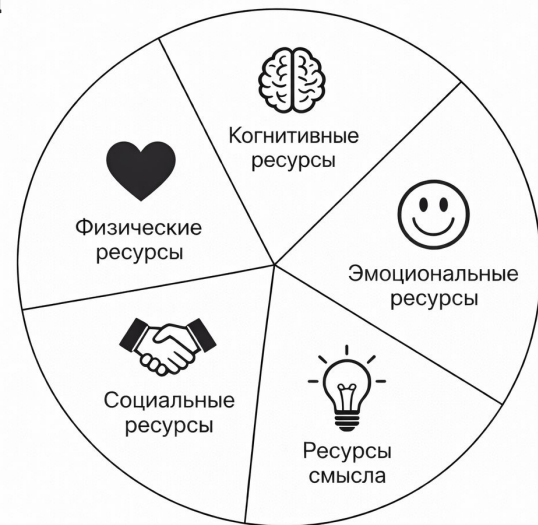 Когнитивные
ресурсы
Физические
ресурсы
Эмоциональные
ресурсы
Социальные
ресурсы
Ресурсы
смысла